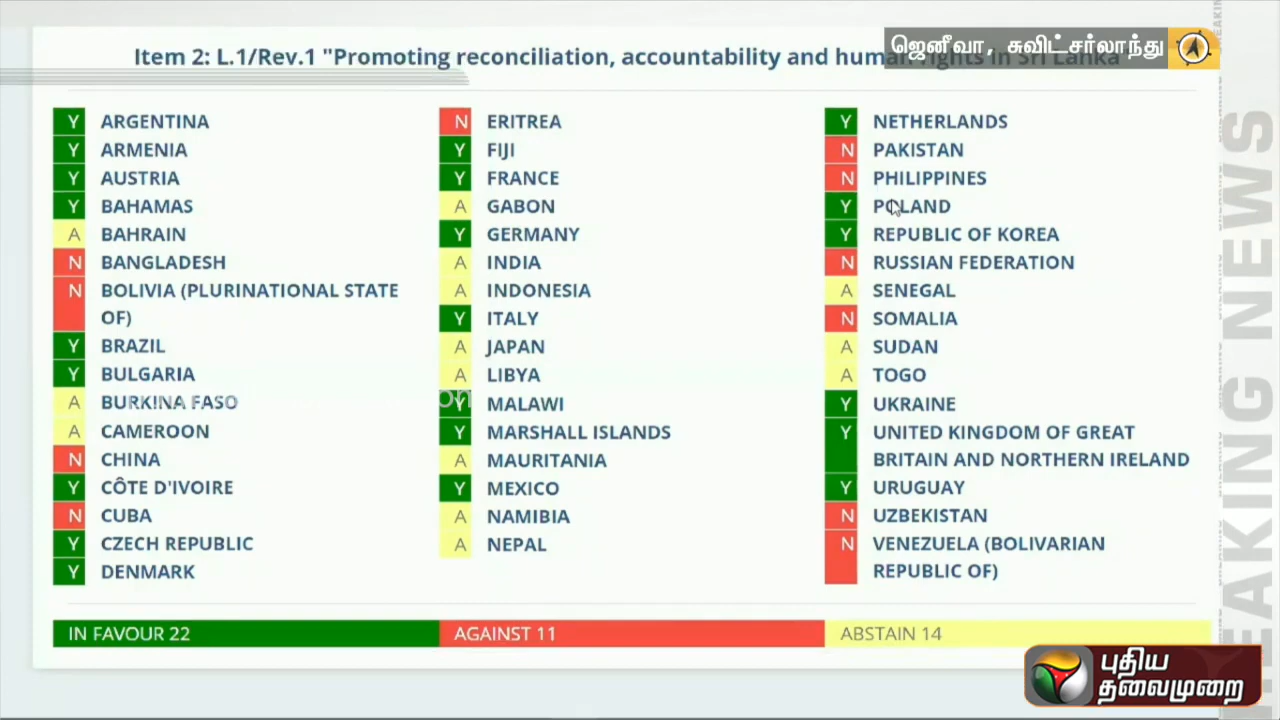 Item 2: L.1/Rev.1 "Promoting reconciliation, accountability and human rights in Sri Lanka
ஜெனீவா, சுவிட்சர்லாந்து
Y ARGENTINA
Y ARMENIA
Y AUSTRIA
Y BAHAMAS
A BAHRAIN
N BANGLADESH
N BOLIVIA (PLURINATIONAL STATE
OF)
Y BRAZIL
Y BULGARIA
A BURKINA FASO
A CAMEROON
N CHINA
Y CÔTE D'IVOIRE
N CUBA
Y CZECH REPUBLIC
Y DENMARK
N ERITREA
Y FIJI
Y FRANCE
A GABON
Y GERMANY
A INDIA
A INDONESIA
Y ITALY
A JAPAN
A LIBYA
Y MALAWI
Y MARSHALL ISLANDS
A MAURITANIA
Y MEXICO
A NAMIBIA
A NEPAL
Y NETHERLANDS
N PAKISTAN
N PHILIPPINES
Y POLAND
Y REPUBLIC OF KOREA
N RUSSIAN FEDERATION
A SENEGAL
N SOMALIA
A SUDAN
A TOGO
Y UKRAINE
Y UNITED KINGDOM OF GREAT
BRITAIN AND NORTHERN IRELAND
Y URUGUAY
N UZBEKISTAN
N VENEZUELA (BOLIVARIAN
REPUBLIC OF)
IN FAVOUR 22
AGAINST 11
ABSTAIN 14
BREAKING NEWS
புதிய
தலைமுறை